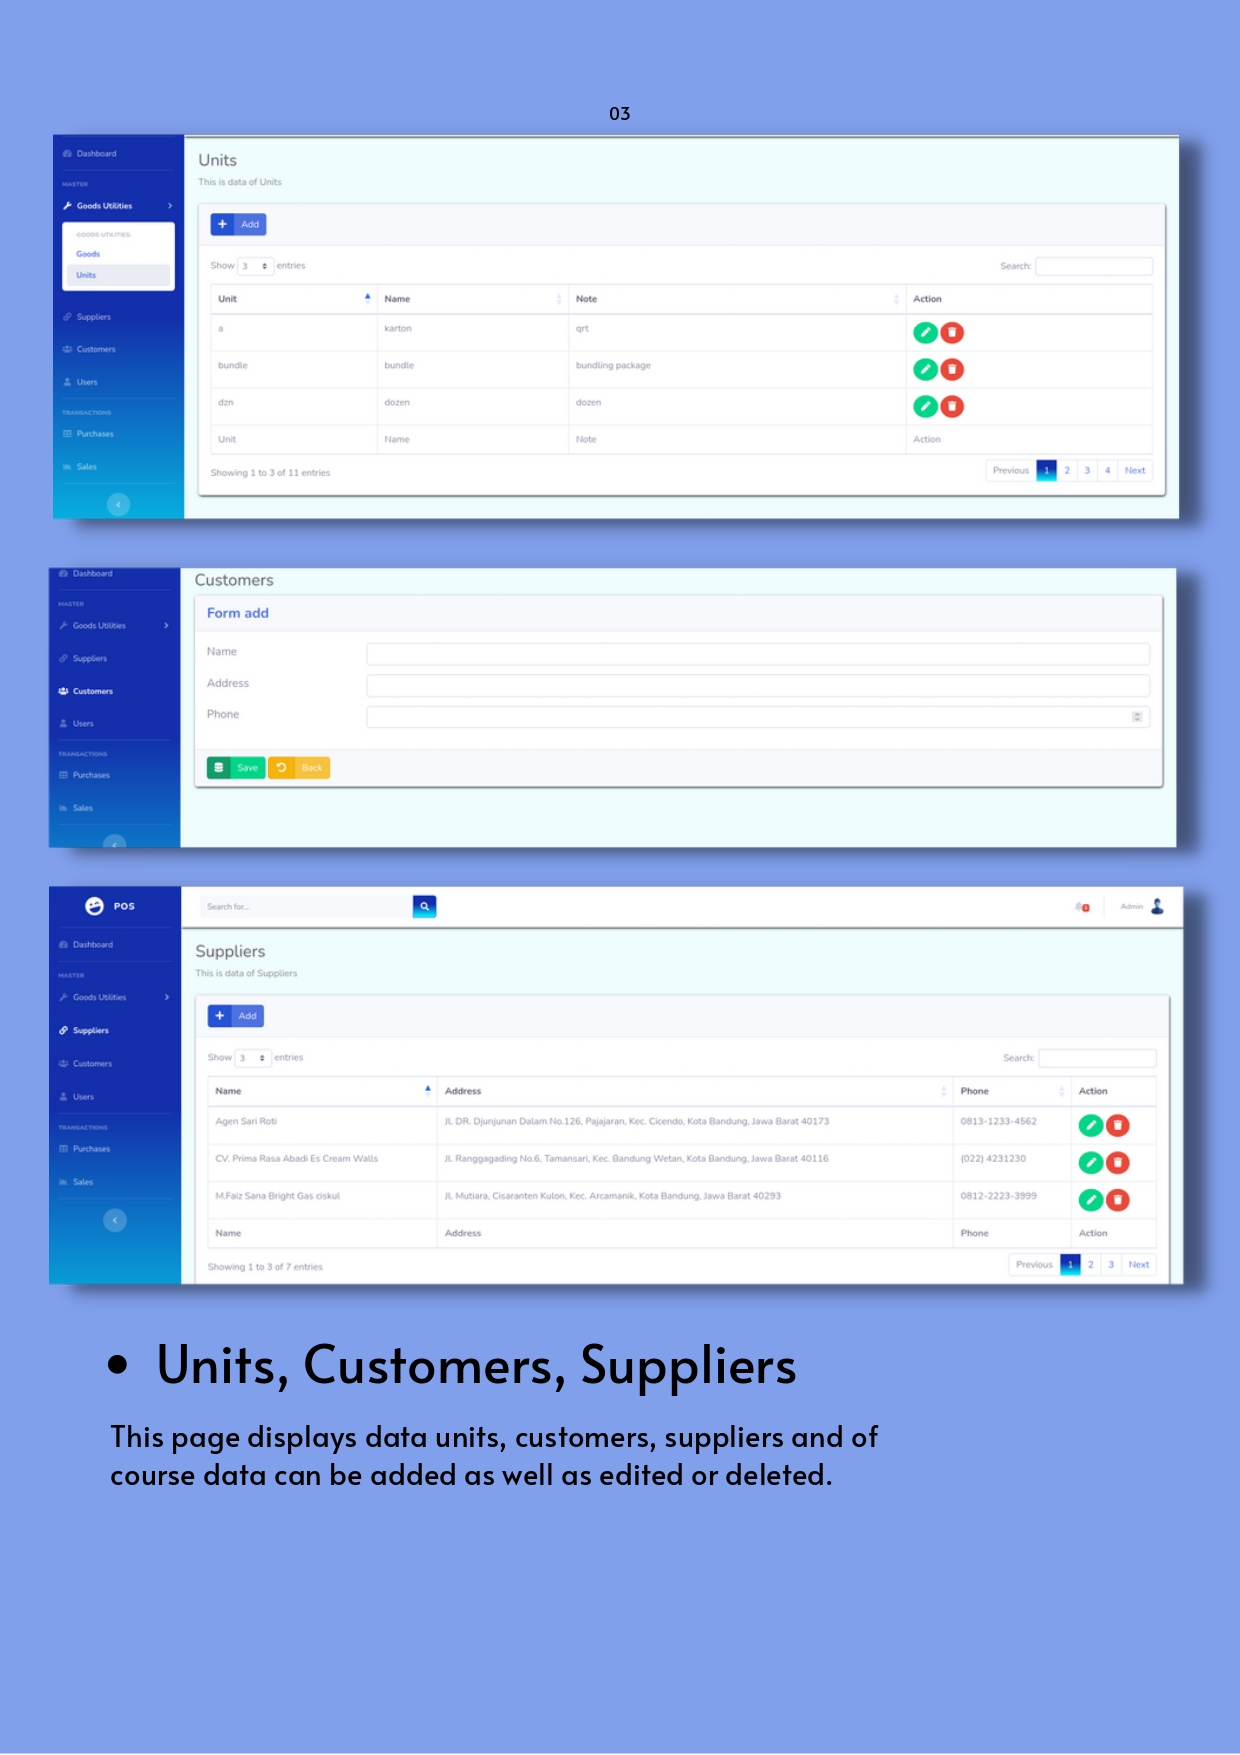 03
Dashboard
MASTER
Goods Utilities
GOODS UTILITIES:
Goods
Units
Suppliers
Customers
Users
TRANSACTIONS
Purchases
Sales
Units
This is data of Units
Add
Show 3 entries
Search:
Unit Name Note Action
a karton qrt
bundle bundle bundling package
dzn dozen dozen
Unit Name Note Action
Showing 1 to 3 of 11 entries
Previous 1 2 3 4 Next
Dashboard
MASTER
Goods Utilities
Suppliers
Customers
Users
TRANSACTIONS
Purchases
Sales
Customers
Form add
Name
Address
Phone
Save Back
POS
Dashboard
MASTER
Goods Utilities
Suppliers
Customers
Users
TRANSACTIONS
Purchases
Sales
Search for...
Admin
Suppliers
This is data of Suppliers
Add
Show 3 entries
Search:
Name Address Phone Action
Agen Sari Roti Jl. DR. Djunjunan Dalam No.126, Pajajaran, Kec. Cicendo, Kota Bandung, Jawa Barat 40173 0813-1233-4562
CV. Prima Rasa Abadi Es Cream Walls Jl. Ranggagading No.6, Tamansari, Kec. Bandung Wetan, Kota Bandung, Jawa Barat 40116 (022) 4231230
M.Faiz Sana Bright Gas ciskul Jl. Mutiara, Cisaranten Kulon, Kec. Arcamanik, Kota Bandung, Jawa Barat 40293 0812-2223-3999
Name Address Phone Action
Showing 1 to 3 of 7 entries
Previous 1 2 3 Next
• Units, Customers, Suppliers
This page displays data units, customers, suppliers and of
course data can be added as well as edited or deleted.